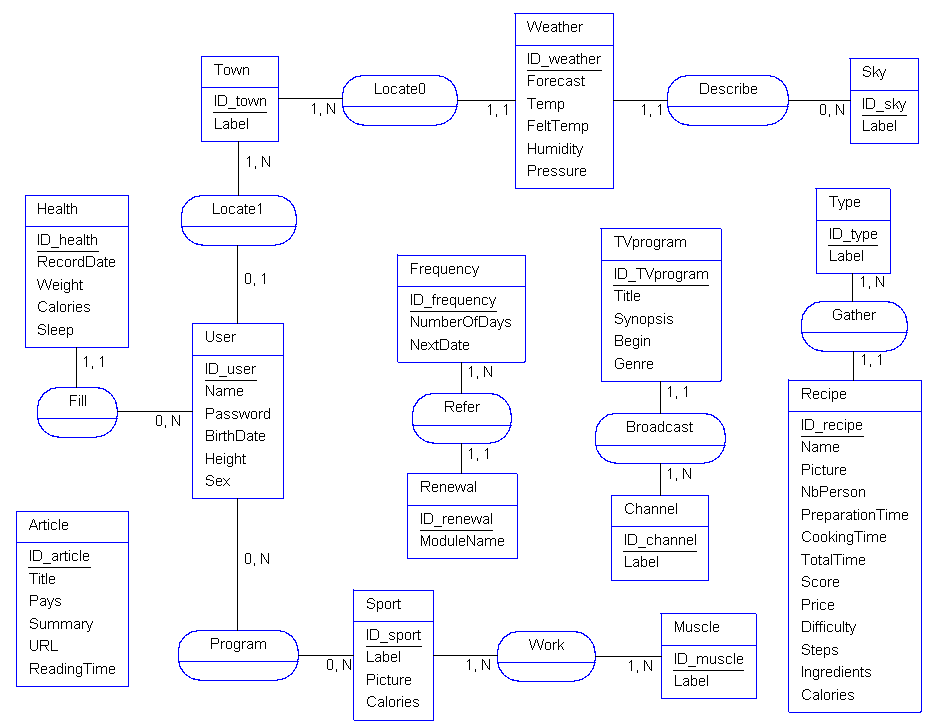 Weather
ID_weather
Forecast
Temp
FeltTemp
Humidity
Pressure
Town
ID_town
Label
1, N
Locate0
1, 1
1, 1
Describe
0, N
Sky
ID_sky
Label
1, N
Locate1
0, 1
Health
ID_health
RecordDate
Weight
Calories
Sleep
1, 1
Fill
0, N
User
ID_user
Name
Password
BirthDate
Height
Sex
0, N
Frequency
ID_frequency
NumberOfDays
NextDate
1, N
Refer
1, 1
Renewal
ID_renewal
ModuleName
TVprogram
ID_TVprogram
Title
Synopsis
Begin
Genre
1, 1
Broadcast
1, N
Channel
ID_channel
Label
Type
ID_type
Label
1, N
Gather
1, 1
Recipe
ID_recipe
Name
Picture
NbPerson
PreparationTime
CookingTime
TotalTime
Score
Price
Difficulty
Steps
Ingredients
Calories
Article
ID_article
Title
Pays
Summary
URL
ReadingTime
Program
0, N
Sport
ID_sport
Label
Picture
Calories
1, N
Work
1, N
Muscle
ID_muscle
Label